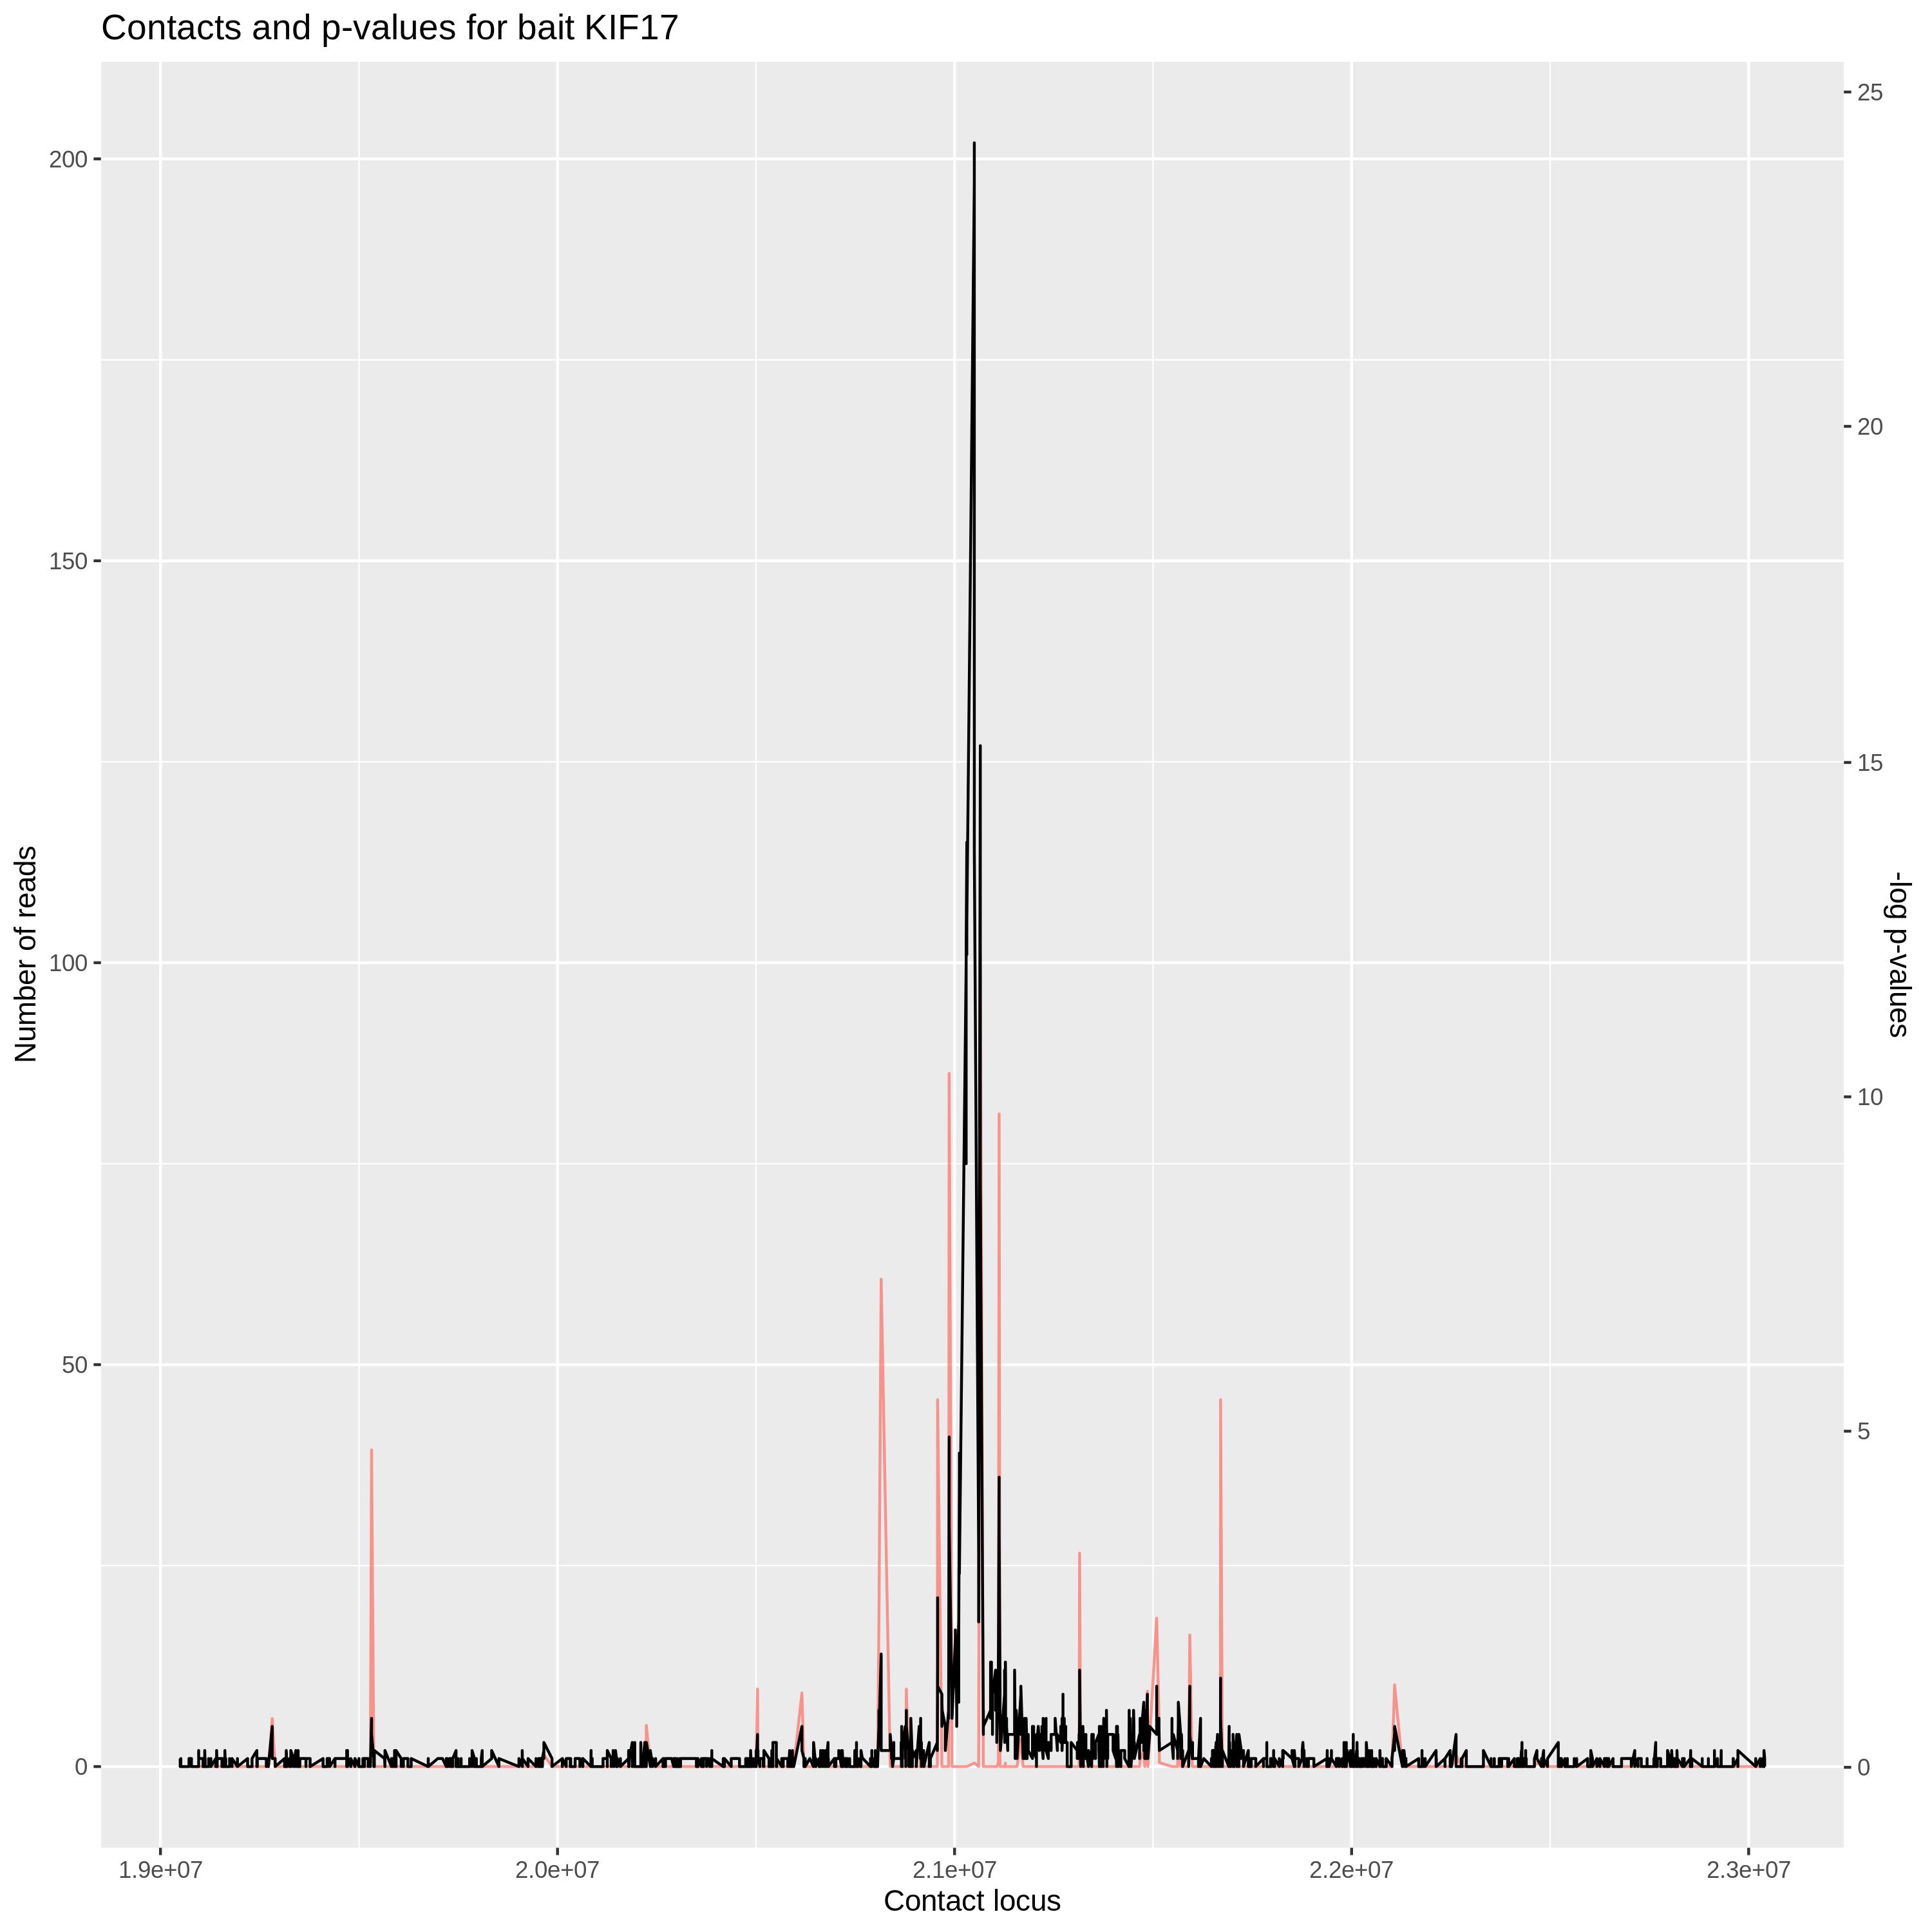 Contacts and p-values for bait KIF17
Number of reads
200
150
100
50
0
25
20
15
10
5
0
-log p-values
1.9e+07 2.0e+07 2.1e+07 2.2e+07 2.3e+07
Contact locus